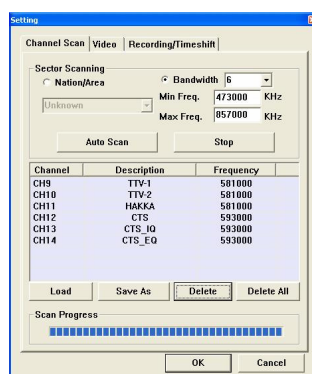 Setting
Channel Scan Video Recording/Timeshift
Sector Scanning
Nation/Area Bandwidth 6
Unknown Min Freq. 473000 KHz
Max Freq. 857000 KHz
Auto Scan Stop
Channel Description Frequency
CH9 TTV-1 581000
CH10 TTV-2 581000
CH11 HAKKA 581000
CH12 CTS 593000
CH13 CTS_IQ 593000
CH14 CTS_EQ 593000
Load Save As Delete Delete All
Scan Progress
OK Cancel